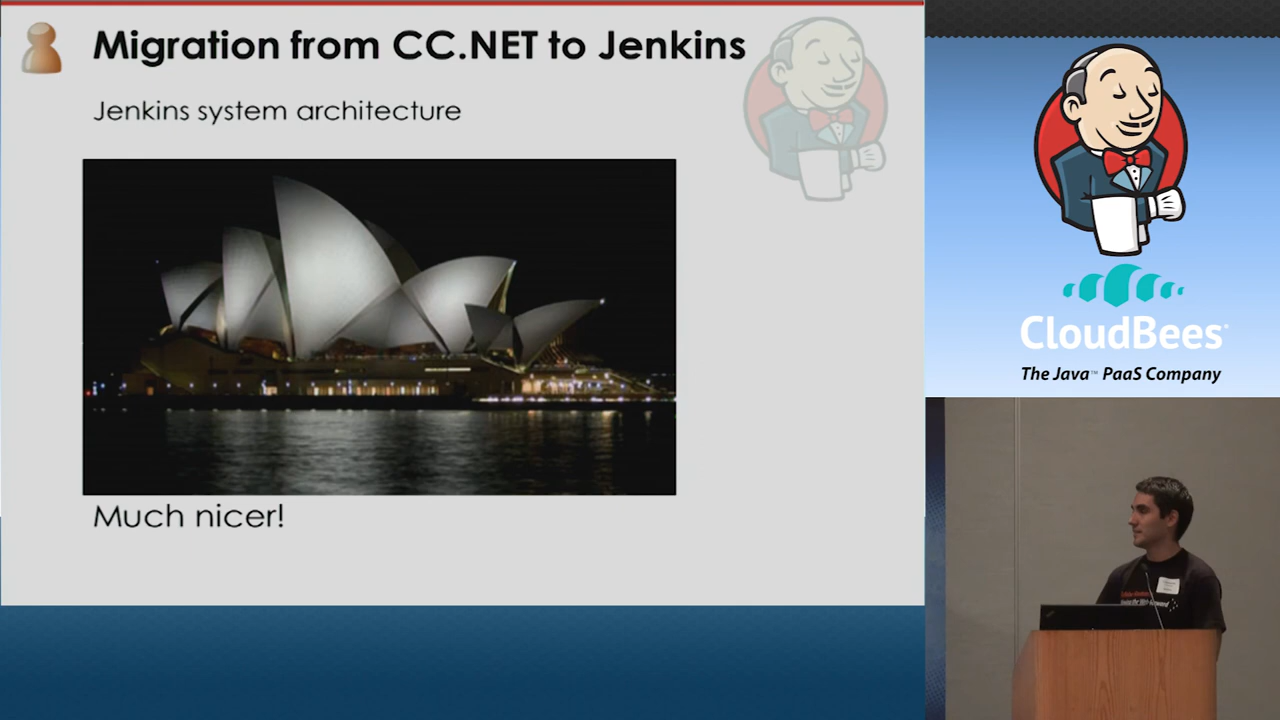 Migration from CC.NET to Jenkins
Jenkins system architecture
Much nicer!
CloudBees
The Java™ PaaS Company